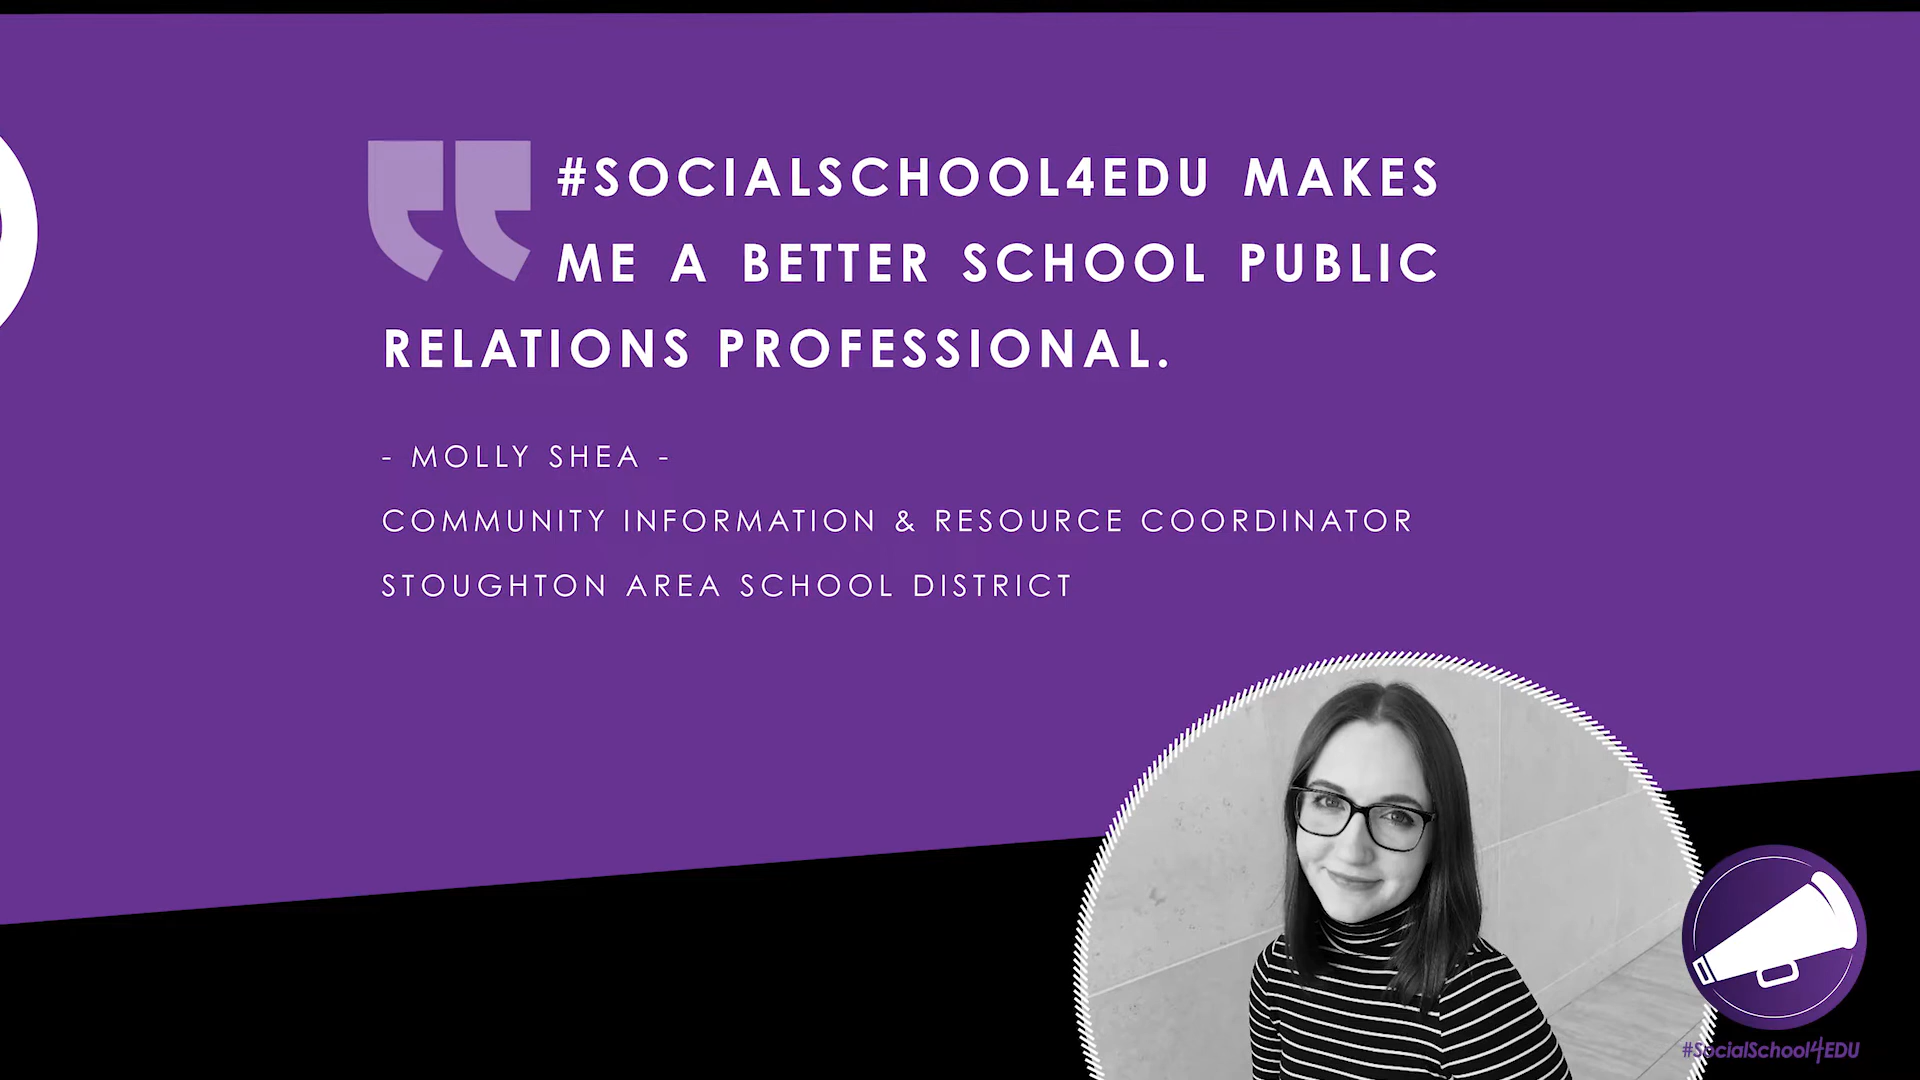 #SOCIALSCHOOL4EDU MAKES
ME A BETTER SCHOOL PUBLIC
RELATIONS PROFESSIONAL.
- MOLLY SHEA -
COMMUNITY INFORMATION & RESOURCE COORDINATOR
STOUGHTON AREA SCHOOL DISTRICT
#SocialSchool4EDU